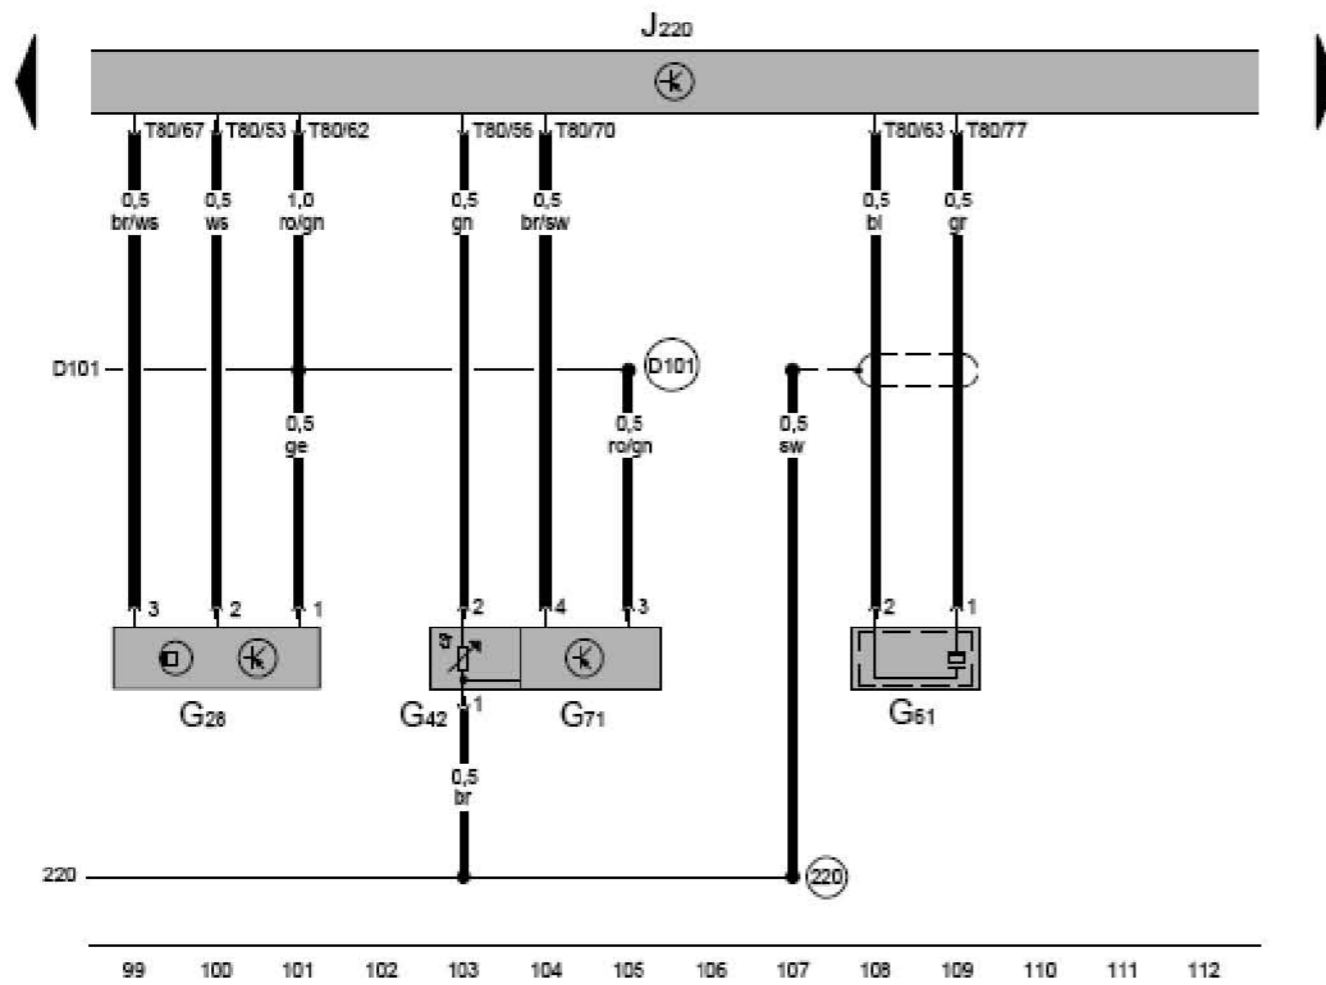 J220
T80/67 T80/53 T80/62 T80/56 T80/70 T80/63 T80/77
0,5 0,5 1,0 0,5 0,5 0,5 0,5
br/ws ws ro/gn gn br/sw bl gr
D101 D101
0,5 0,5 0,5
ge ro/gn sw
3 2 1 2 4 3 2 1
G28 G42 1 G71 G61
0,5
br
220 220
99 100 101 102 103 104 105 106 107 108 109 110 111 112